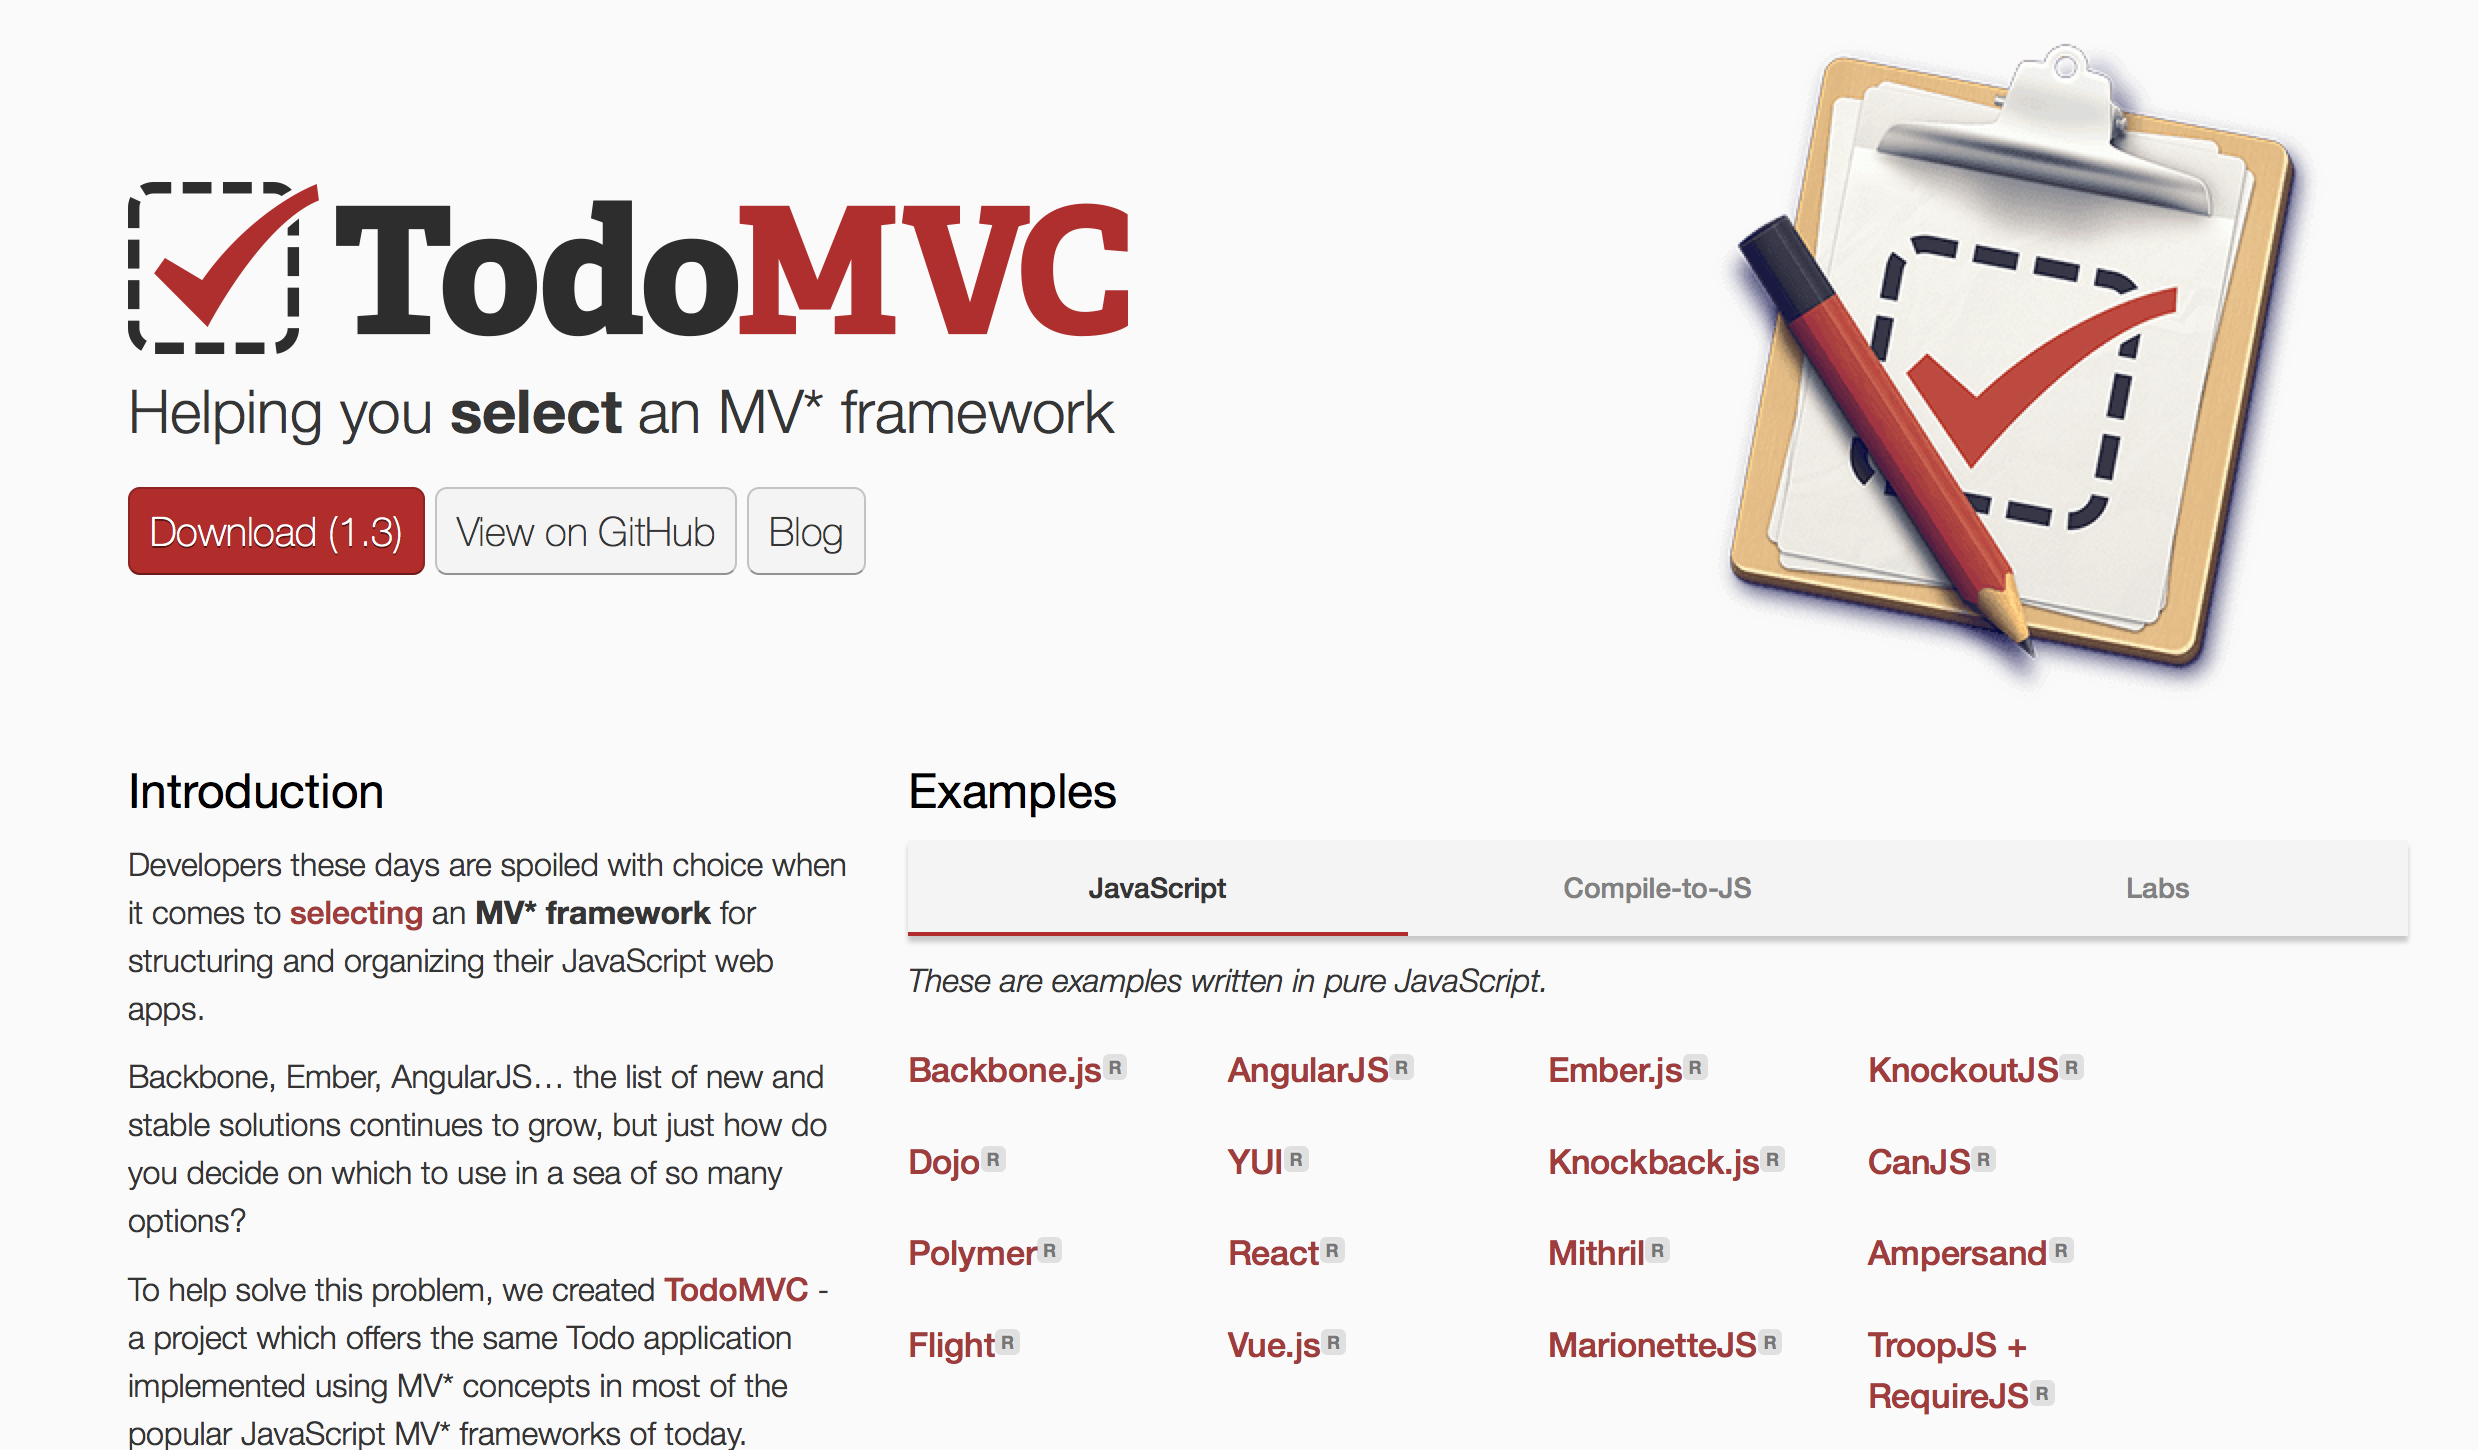 TodoMVC
Helping you select an MV* framework
Download (1.3)
View on GitHub
Blog
Introduction
Developers these days are spoiled with choice when
it comes to selecting an MV* framework for
structuring and organizing their JavaScript web
apps.
Backbone, Ember, AngularJS… the list of new and
stable solutions continues to grow, but just how do
you decide on which to use in a sea of so many
options?
To help solve this problem, we created TodoMVC -
a project which offers the same Todo application
implemented using MV* concepts in most of the
popular JavaScript MV* frameworks of today.
Examples
JavaScript
Compile-to-JS
Labs
These are examples written in pure JavaScript.
Backbone.js R
AngularJS R
Ember.js R
KnockoutJS R
Dojo R
YUI R
Knockback.js R
CanJS R
Polymer R
React R
Mithril R
Ampersand R
Flight R
Vue.js R
MarionetteJS R
TroopJS +
RequireJS R